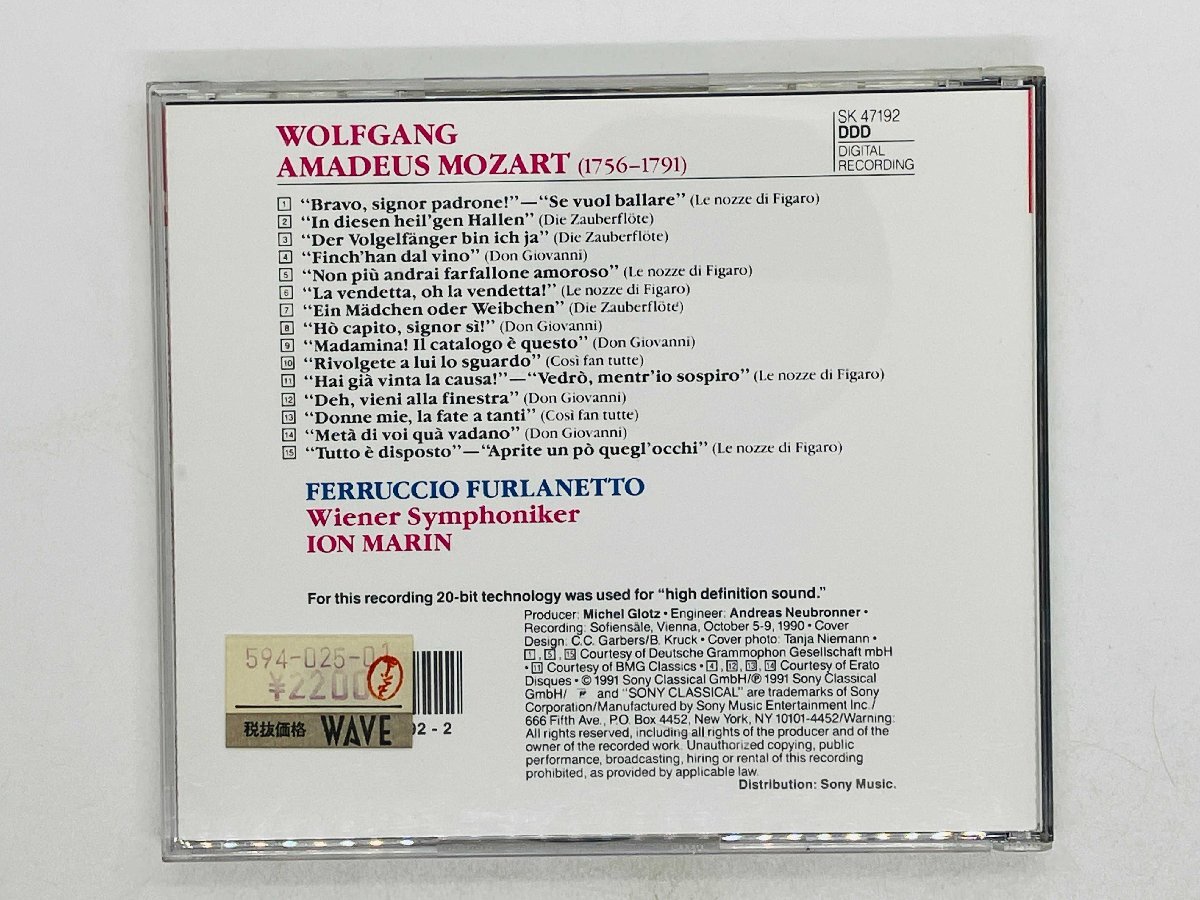 WOLFGANG
AMADEUS MOZART (1756–1791)
SK 47192
DDD
DIGITAL
RECORDING
1 “Bravo, signor padrone!”—“Se vuol ballare” (Le nozze di Figaro)
2 “In diesen heil'gen Hallen” (Die Zauberflöte)
3 “Der Volgelfänger bin ich ja” (Die Zauberflöte)
4 “Finch'han dal vino” (Don Giovanni)
5 “Non più andrai farfallone amoroso” (Le nozze di Figaro)
6 “La vendetta, oh la vendetta!” (Le nozze di Figaro)
7 “Ein Mädchen oder Weibchen” (Die Zauberflöte)
8 “Hò capito, signor sì!” (Don Giovanni)
9 “Madamina! Il catalogo è questo” (Don Giovanni)
10 “Rivolgete a lui lo sguardo” (Così fan tutte)
11 “Hai già vinta la causa!”—“Vedrò, mentr'io sospiro” (Le nozze di Figaro)
12 “Deh, vieni alla finestra” (Don Giovanni)
13 “Donne mie, la fate a tanti” (Così fan tutte)
14 “Metà di voi quà vadano” (Don Giovanni)
15 “Tutto è disposto”—“Aprite un pò quegl'occhi” (Le nozze di Figaro)
FERRUCCIO FURLANETTO
Wiener Symphoniker
ION MARIN
For this recording 20-bit technology was used for “high definition sound.”
Producer: Michel Glotz • Engineer: Andreas Neubronner •
Recording: Sofiensäle, Vienna, October 5-9, 1990 • Cover
Design: C.C. Garbers/B. Kruck • Cover photo: Tanja Niemann •
1, 5, 15 Courtesy of Deutsche Grammophon Gesellschaft mbH
• 11 Courtesy of BMG Classics • 4, 12, 13, 14 Courtesy of Erato
Disques • © 1991 Sony Classical GmbH/℗ 1991 Sony Classical
GmbH/ and “SONY CLASSICAL” are trademarks of Sony
Corporation/Manufactured by Sony Music Entertainment Inc./
666 Fifth Ave., P.O. Box 4452, New York, NY 10101-4452/Warning:
All rights reserved, including all rights of the producer and of the
owner of the recorded work. Unauthorized copying, public
performance, broadcasting, hiring or rental of this recording
prohibited, as provided by applicable law.
Distribution: Sony Music.
594-025-01
¥2200
税抜価格 WAVE
02 - 2